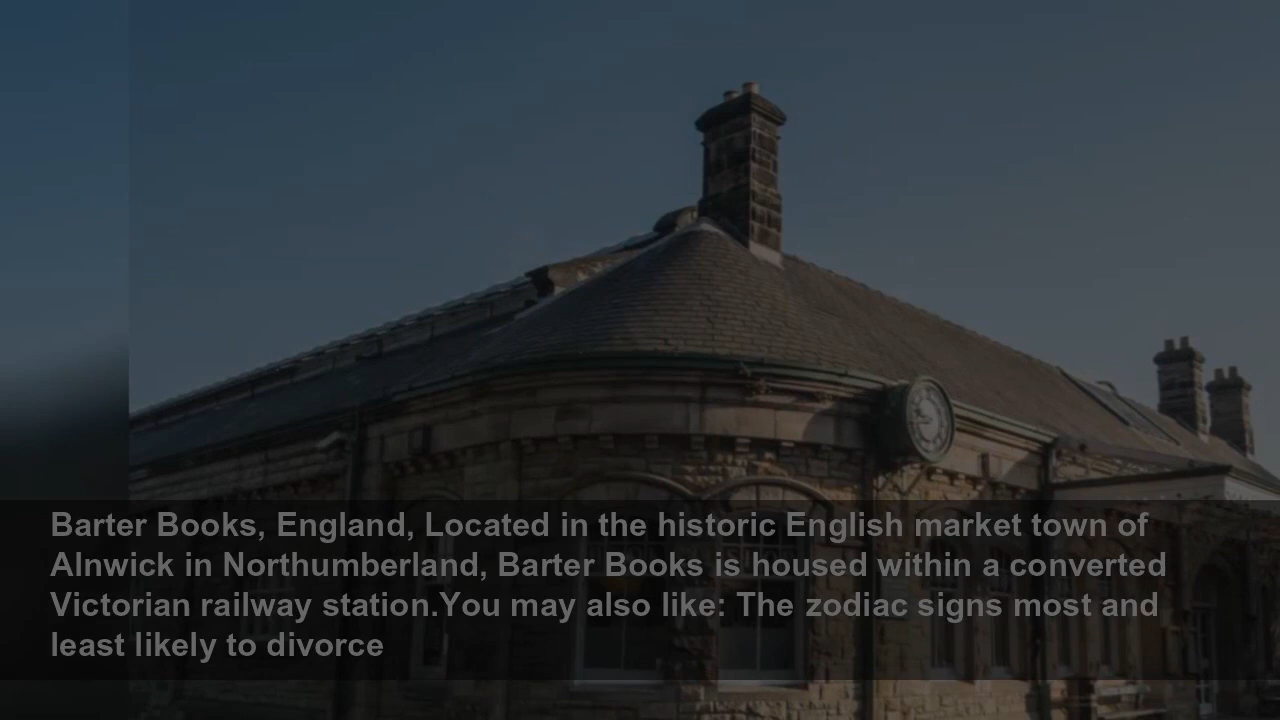 Barter Books, England, Located in the historic English market town of
Alnwick in Northumberland, Barter Books is housed within a converted
Victorian railway station.You may also like: The zodiac signs most and
least likely to divorce